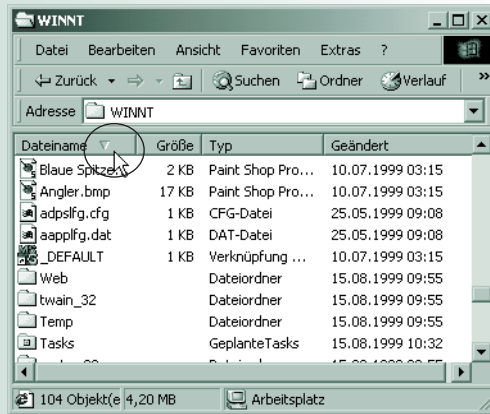 WINNT
Datei Bearbeiten Ansicht Favoriten Extras ?
Zurück Suchen Ordner Verlauf »
Adresse WINNT
Dateiname Größe Typ Geändert
Blaue Spitze 2 KB Paint Shop Pro... 10.07.1999 03:15
Angler.bmp 17 KB Paint Shop Pro... 10.07.1999 03:15
adpslfg.cfg 1 KB CFG-Datei 25.05.1999 09:08
aapplfg.dat 1 KB DAT-Datei 25.05.1999 09:08
_DEFAULT 1 KB Verknüpfung ... 10.07.1999 03:15
Web Dateiordner 15.08.1999 09:55
twain_32 Dateiordner 15.08.1999 09:55
Temp Dateiordner 15.08.1999 09:55
Tasks GeplanteTasks 15.08.1999 10:32
104 Objekt(e 4,20 MB Arbeitsplatz